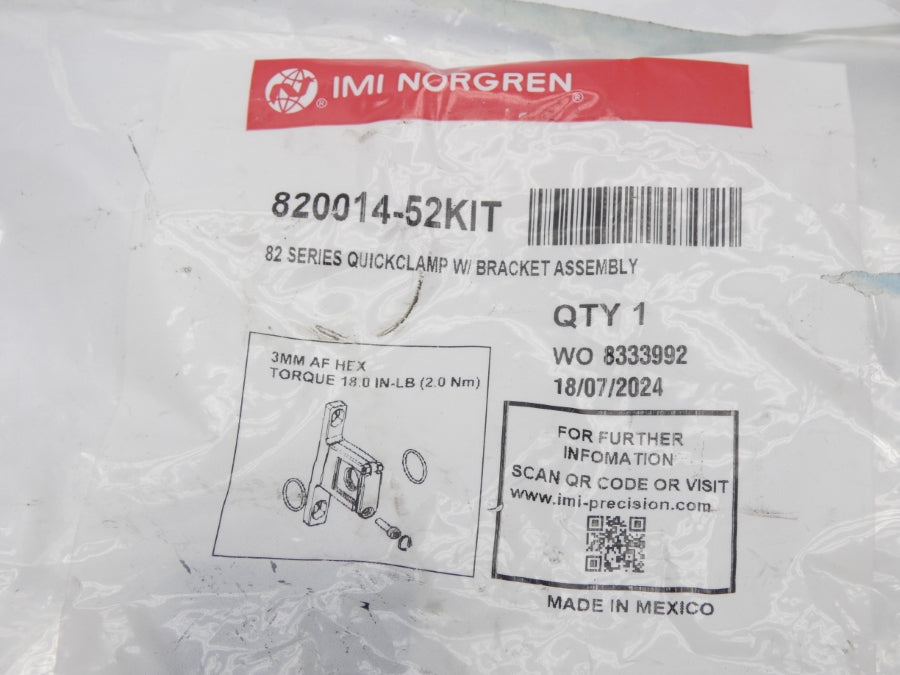 IMI NORGREN®
820014-52KIT
82 SERIES QUICKCLAMP W/ BRACKET ASSEMBLY
QTY 1
WO 8333992
18/07/2024
3MM AF HEX
TORQUE 18.0 IN-LB (2.0 Nm)
FOR FURTHER
INFOMATION
SCAN QR CODE OR VISIT
www.imi-precision.com
MADE IN MEXICO